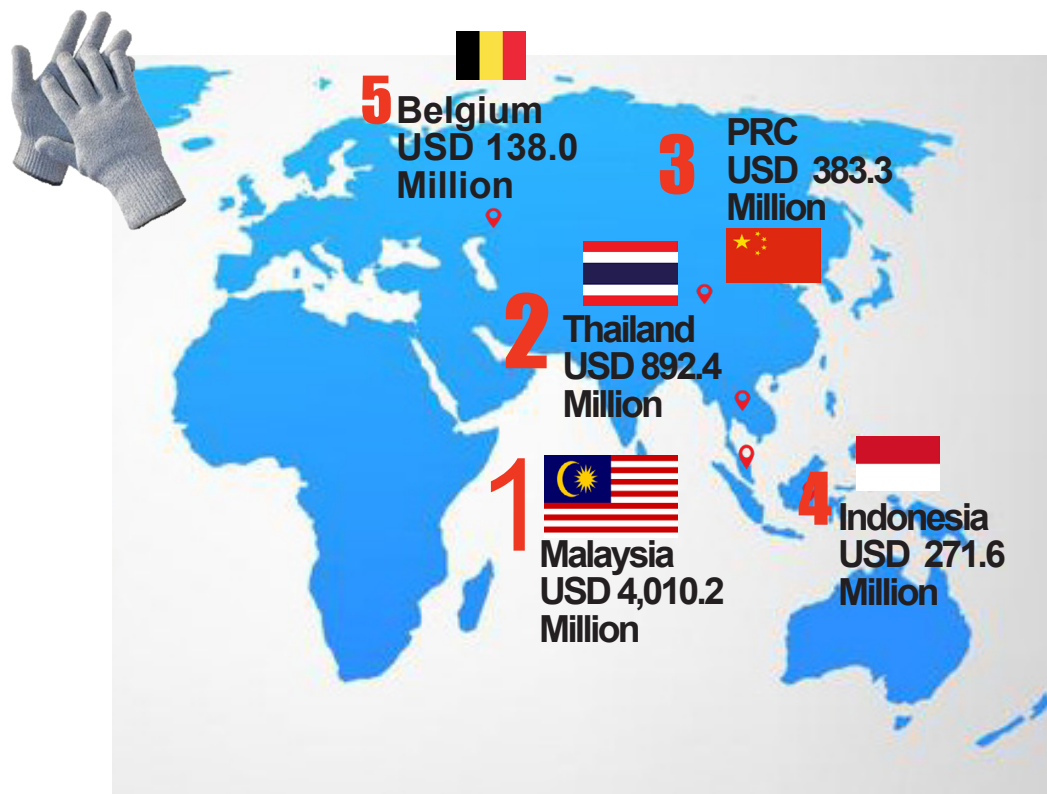 5
Belgium
USD 138.0
Million
3
PRC
USD 383.3
Million
2
Thailand
USD 892.4
Million
1
Malaysia
USD 4,010.2
Million
4
Indonesia
USD 271.6
Million